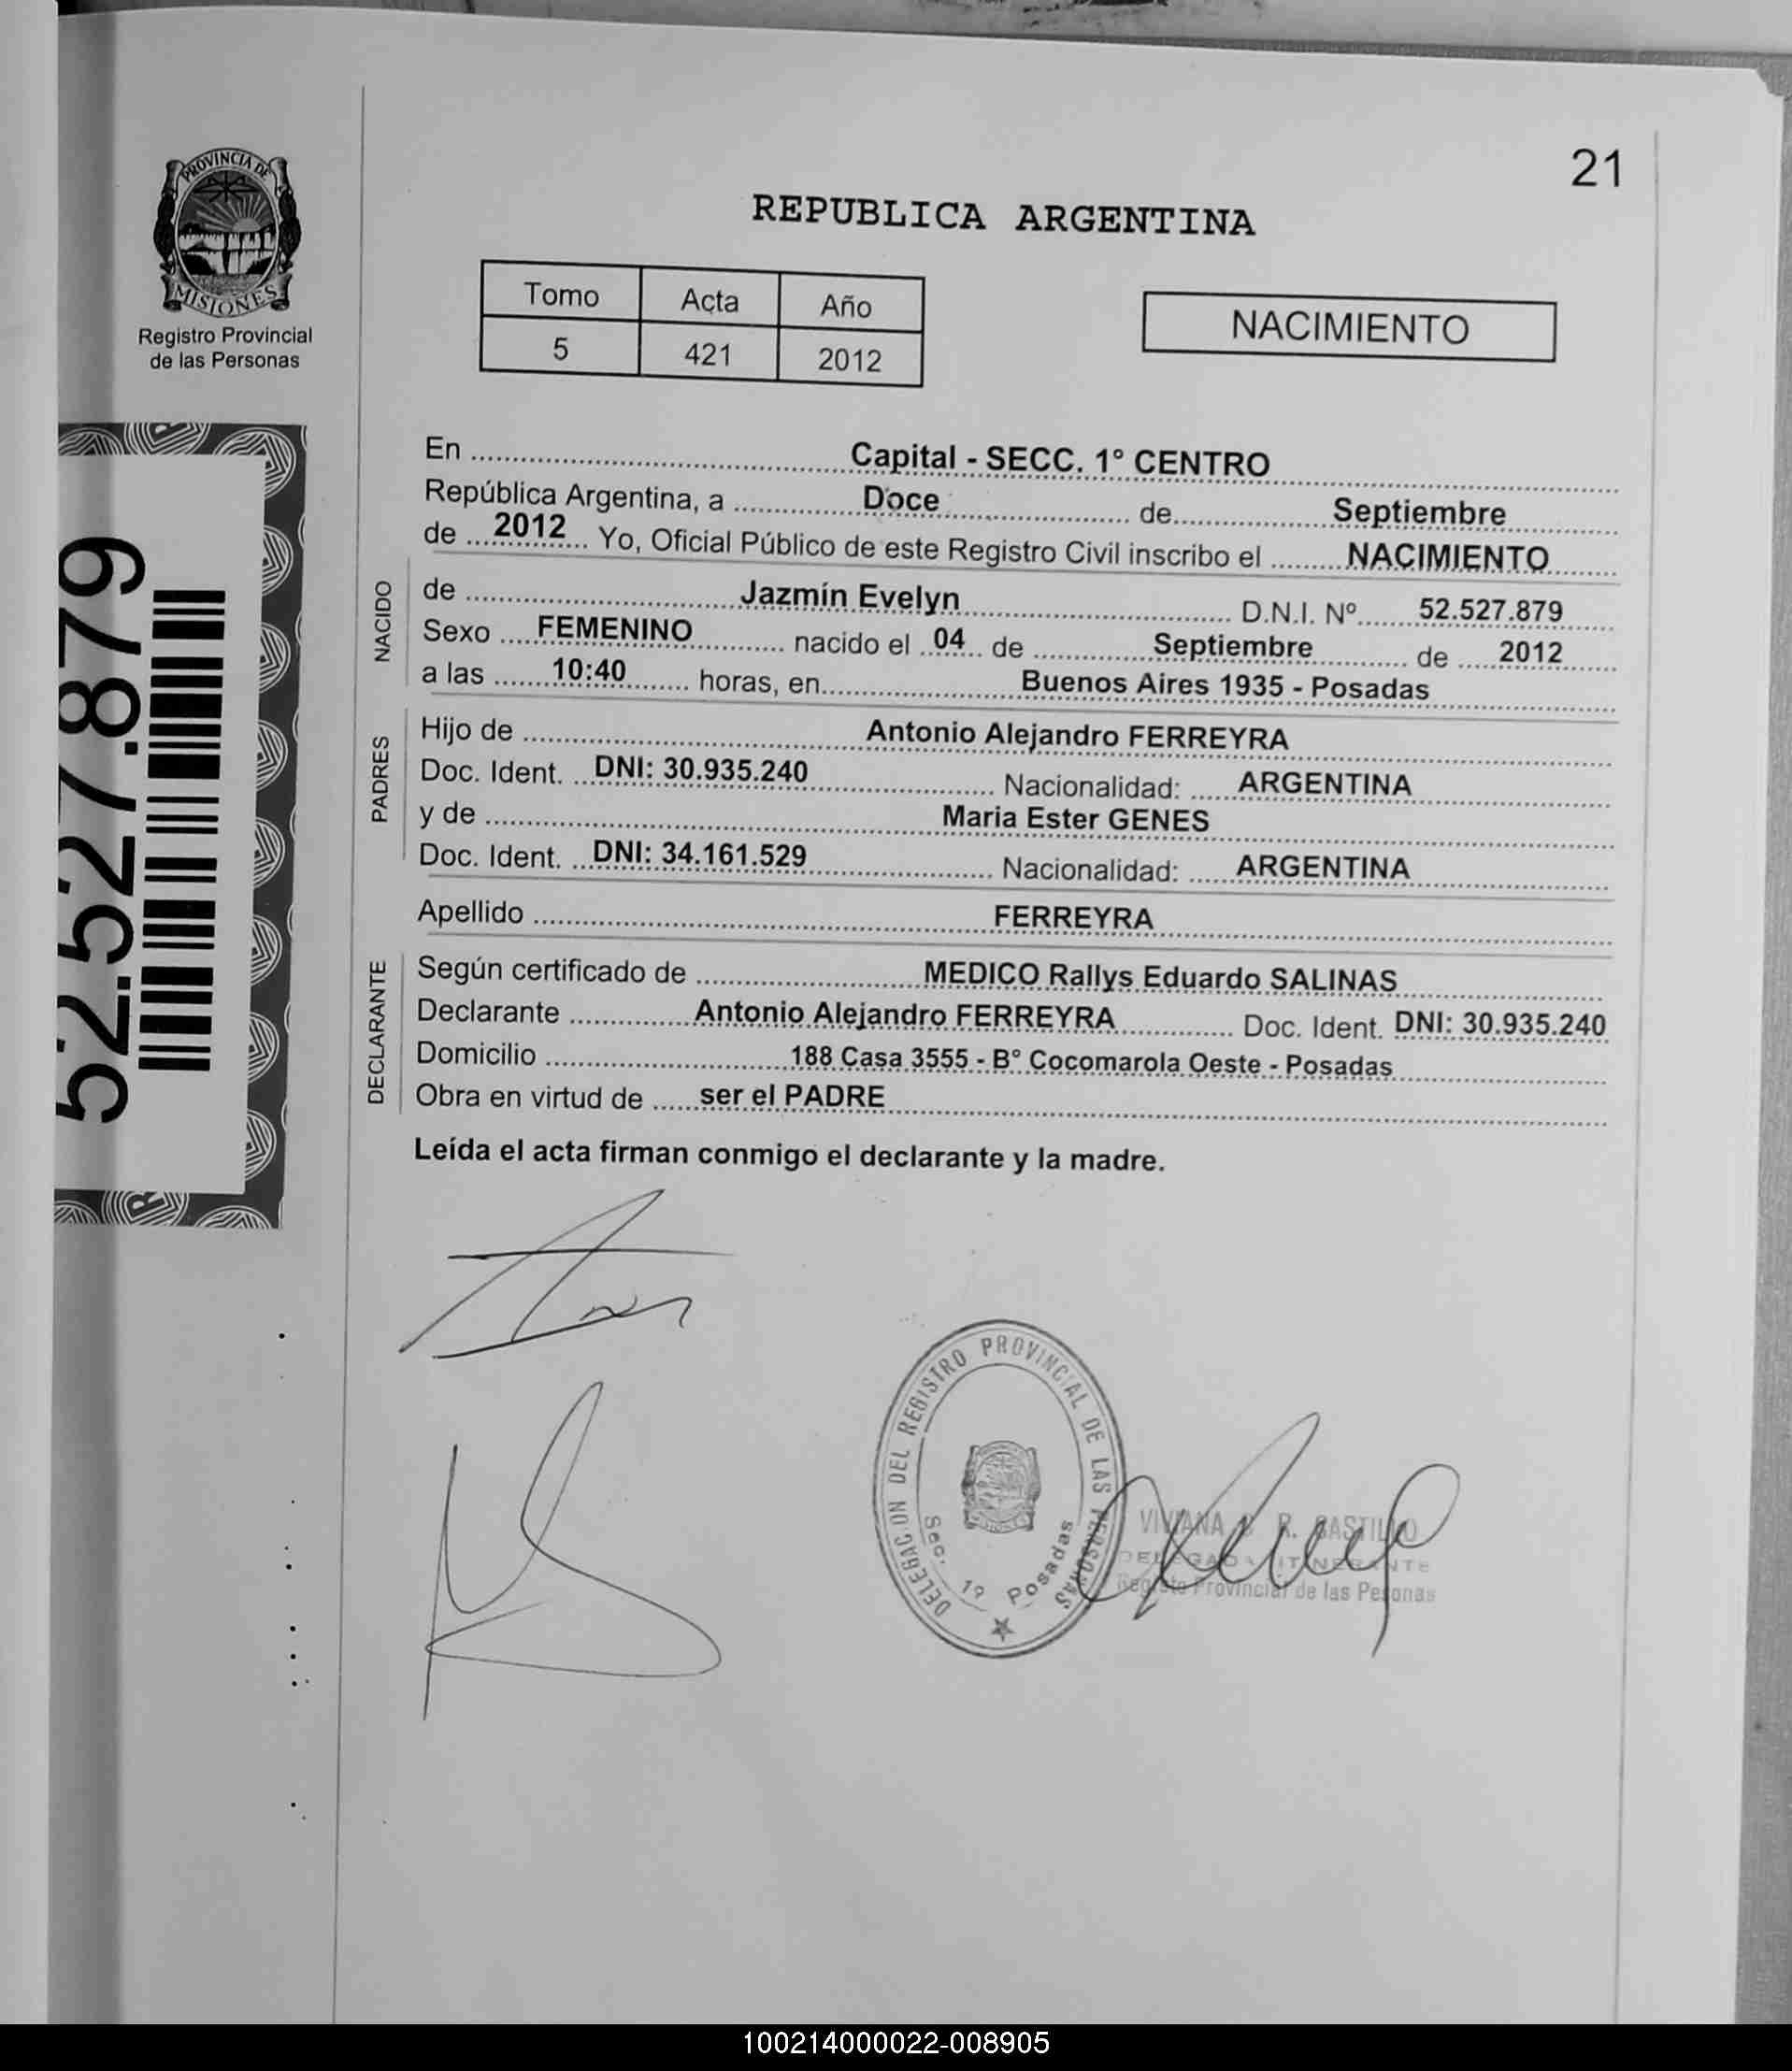 21
PROVINCIA DE
MISIONES
Registro Provincial
de las Personas
REPUBLICA ARGENTINA
Tomo Acta Año
5 421 2012
NACIMIENTO
52.527.879
En Capital - SECC. 1° CENTRO
República Argentina, a Doce de Septiembre
de 2012 Yo, Oficial Público de este Registro Civil inscribo el NACIMIENTO
NACIDO
de Jazmín Evelyn D.N.I. Nº 52.527.879
Sexo FEMENINO nacido el 04 de Septiembre de 2012
a las 10:40 horas, en Buenos Aires 1935 - Posadas
PADRES
Hijo de Antonio Alejandro FERREYRA
Doc. Ident. DNI: 30.935.240 Nacionalidad: ARGENTINA
y de Maria Ester GENES
Doc. Ident. DNI: 34.161.529 Nacionalidad: ARGENTINA
Apellido FERREYRA
DECLARANTE
Según certificado de MEDICO Rallys Eduardo SALINAS
Declarante Antonio Alejandro FERREYRA Doc. Ident. DNI: 30.935.240
Domicilio 188 Casa 3555 - B° Cocomarola Oeste - Posadas
Obra en virtud de ser el PADRE
Leída el acta firman conmigo el declarante y la madre.
DELEGACION DEL REGISTRO PROVINCIAL DE LAS PERSONAS
Sec. 1ª Posadas
VIVIANA R. CASTILLO
DELEGADA ITINERANTE
Registro Provincial de las Personas
100214000022-008905